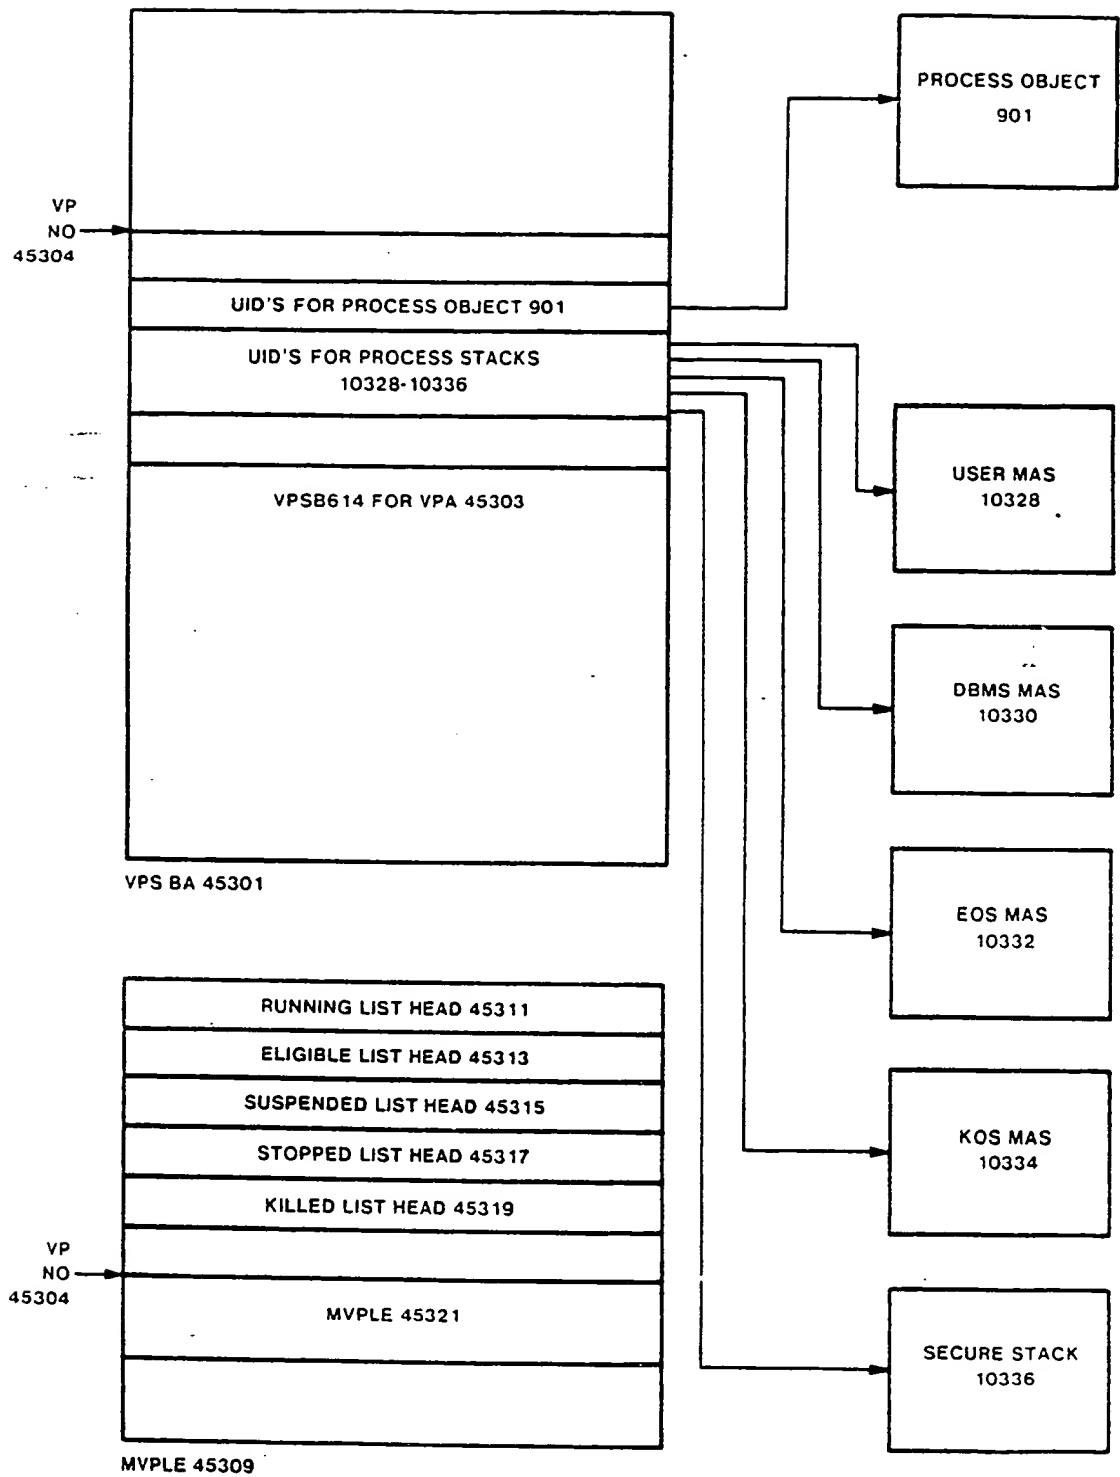 PROCESS OBJECT
901
VP
NO
45304
UID'S FOR PROCESS OBJECT 901
UID'S FOR PROCESS STACKS
10328-10336
VPSB614 FOR VPA 45303
VPS BA 45301
USER MAS
10328
DBMS MAS
10330
EOS MAS
10332
KOS MAS
10334
SECURE STACK
10336
RUNNING LIST HEAD 45311
ELIGIBLE LIST HEAD 45313
SUSPENDED LIST HEAD 45315
STOPPED LIST HEAD 45317
KILLED LIST HEAD 45319
VP
NO
45304
MVPLE 45321
MVPLE 45309